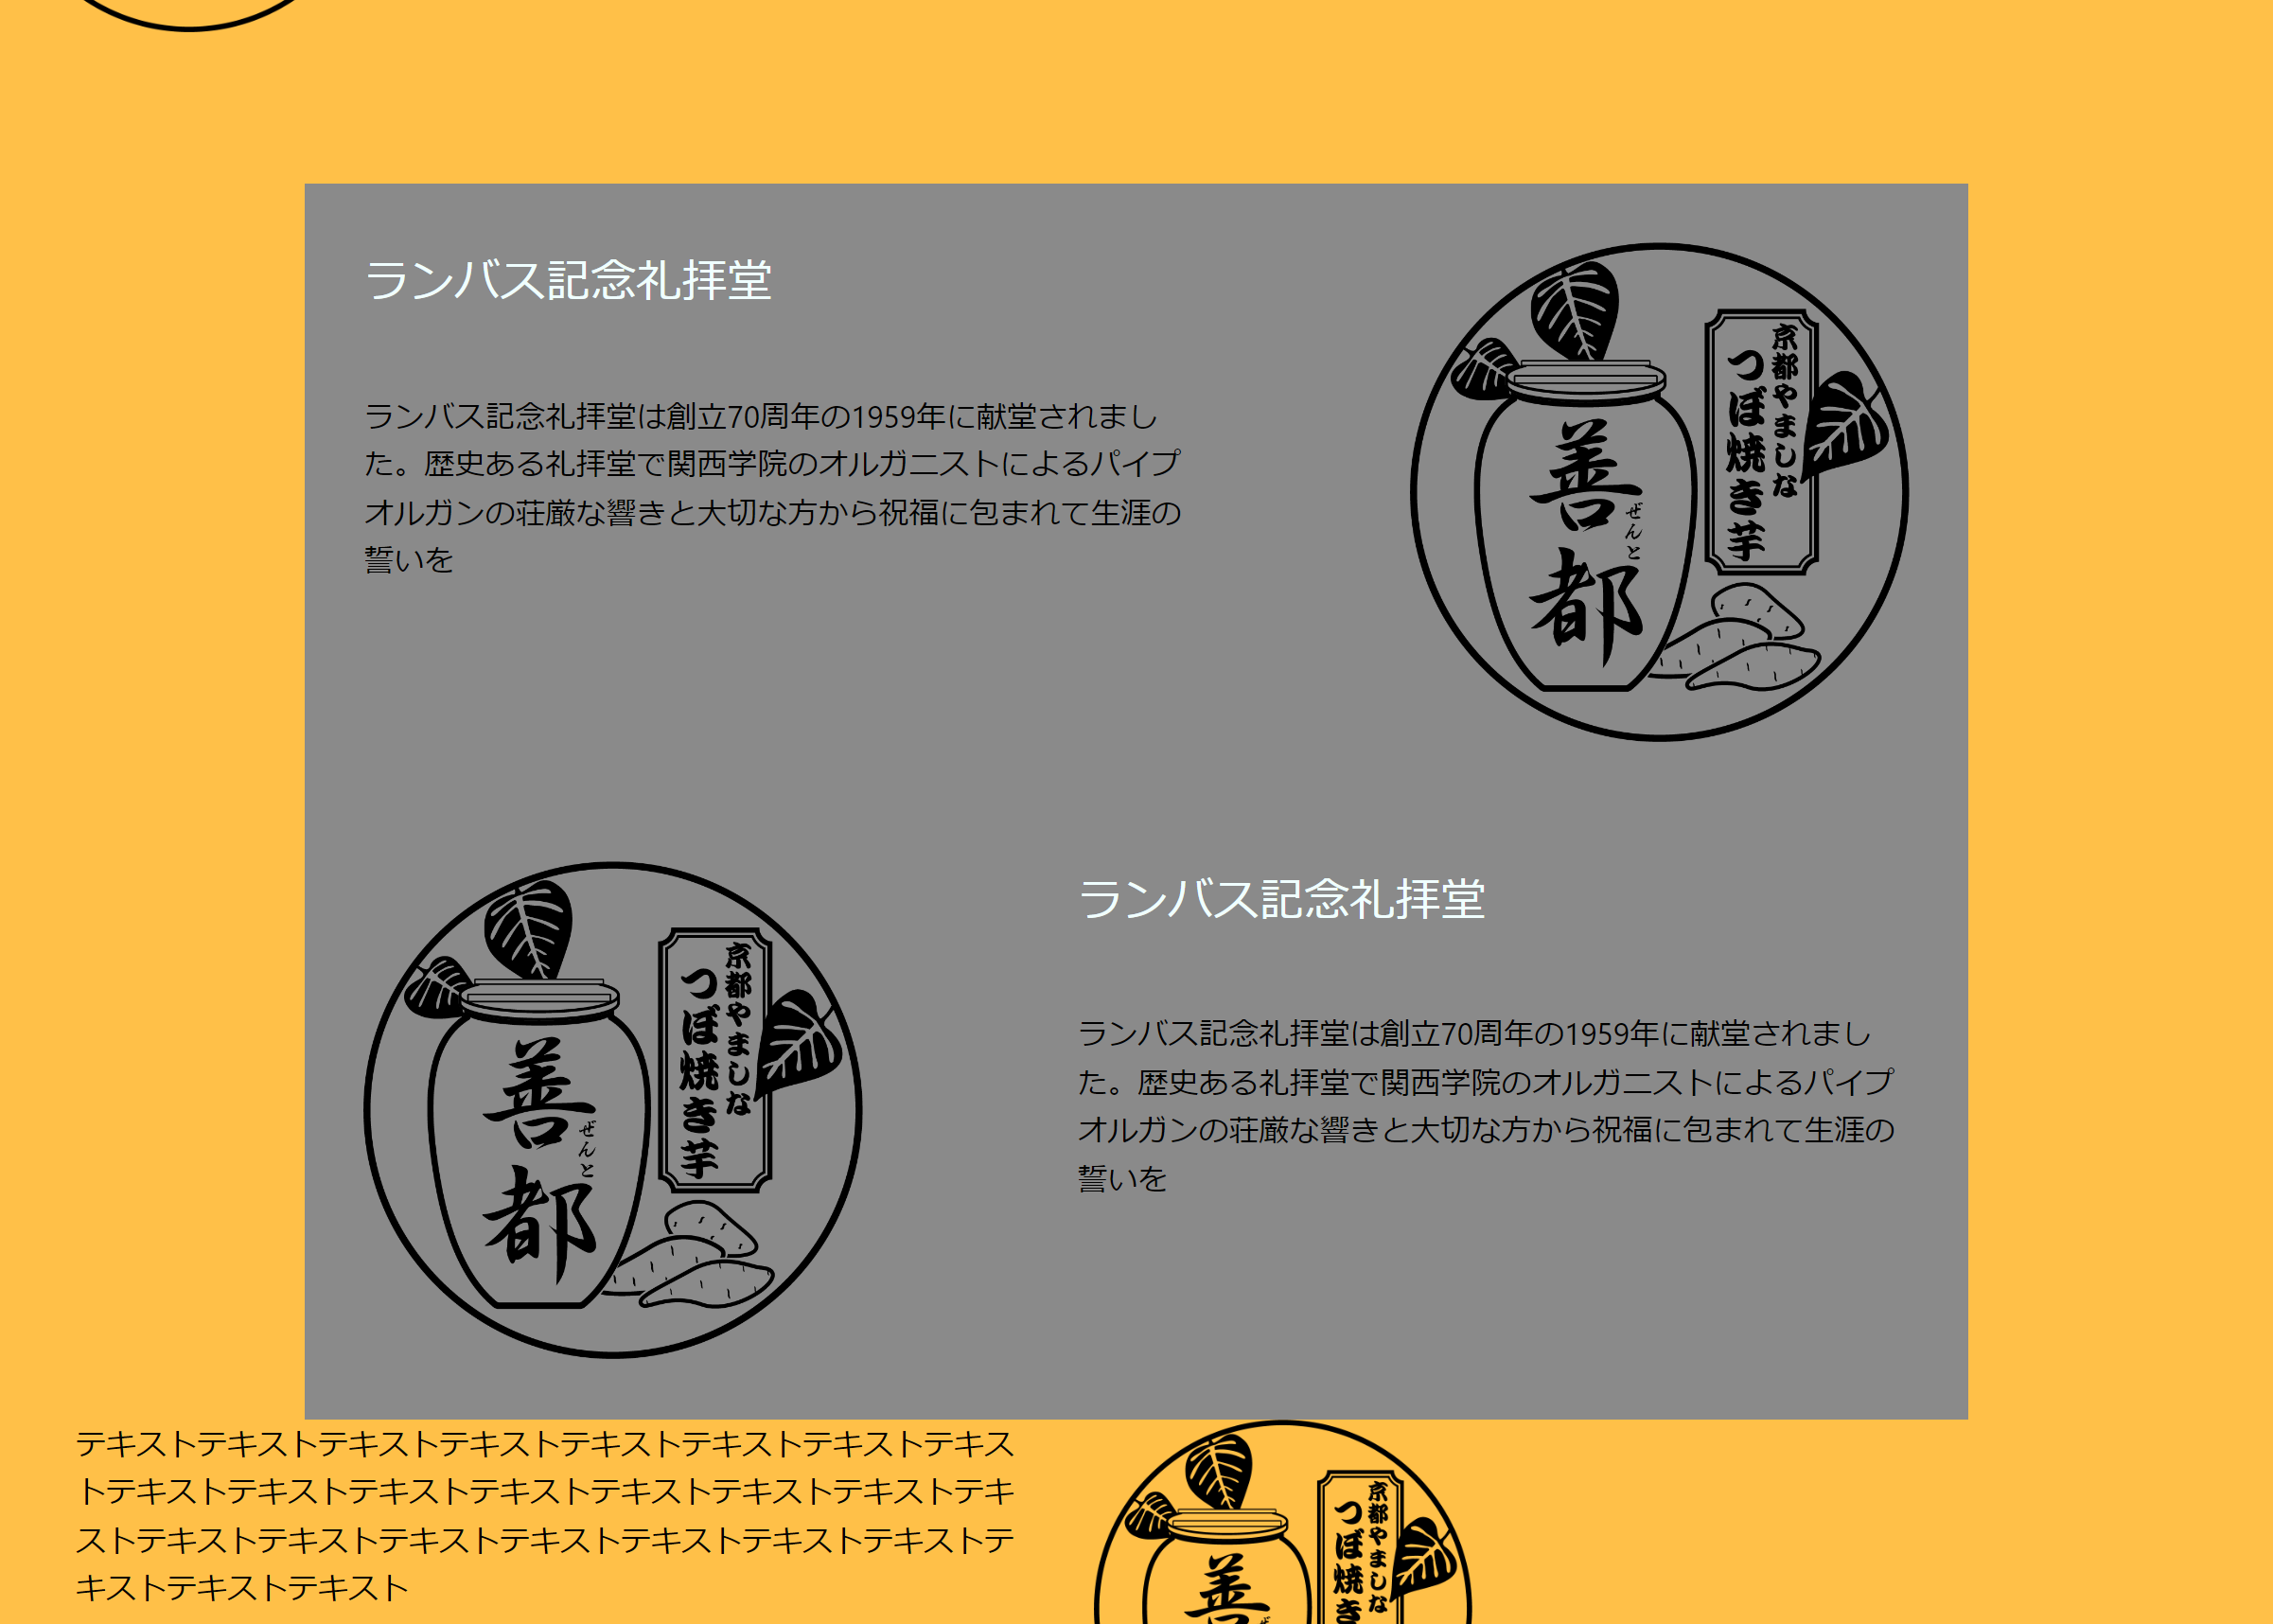 ランバス記念礼拝堂
ランバス記念礼拝堂は創立70周年の1959年に献堂されまし
た。歴史ある礼拝堂で関西学院のオルガニストによるパイプ
オルガンの荘厳な響きと大切な方から祝福に包まれて生涯の
誓いを
京都やましな
つぼ焼き芋
善都
ぜんと
京都やましな
つぼ焼き芋
善都
ぜんと
ランバス記念礼拝堂
ランバス記念礼拝堂は創立70周年の1959年に献堂されまし
た。歴史ある礼拝堂で関西学院のオルガニストによるパイプ
オルガンの荘厳な響きと大切な方から祝福に包まれて生涯の
誓いを
テキストテキストテキストテキストテキストテキストテキストテキス
トテキストテキストテキストテキストテキストテキストテキストテキ
ストテキストテキストテキストテキストテキストテキストテキストテ
キストテキストテキスト
京都やましな
つぼ焼き
善